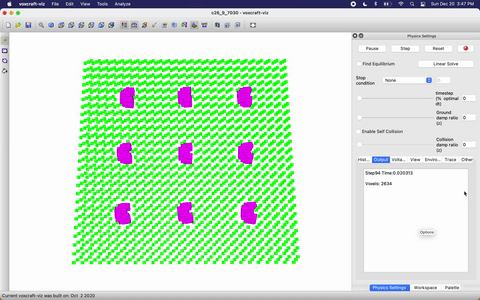 voxcraft-viz File Edit View Tools Analyze Sun Dec 20 3:47 PM
c26_9_7030 - voxcraft-viz
Physics Settings
Pause Step Reset
Find Equilibrium Linear Solve
Stop condition None 0
timestep (% optimal dt) 0
Ground damp ratio (z) 0
Enable Self Collision
Collision damp ratio (z) 0
Hist... Output Volta... View Enviro... Trace Other
Step94 Time:0.020313
Voxels: 2634
Options
Physics Settings Workspace Palette
Current voxcraft-viz was built on: Oct 2 2020